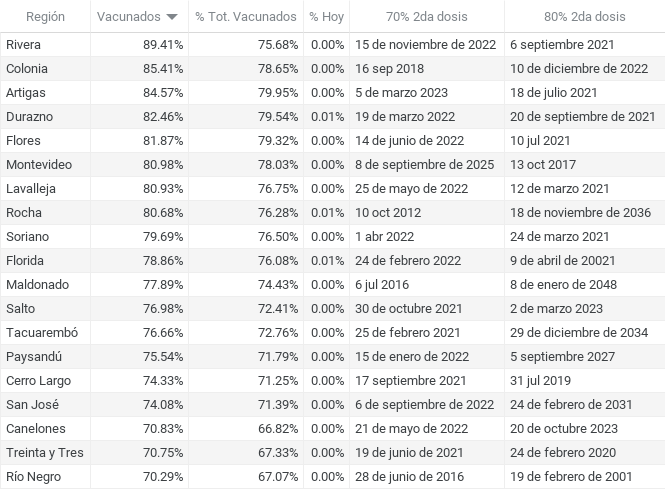 Región Vacunados % Tot. Vacunados % Hoy 70% 2da dosis 80% 2da dosis
Rivera 89.41% 75.68% 0.00% 15 de noviembre de 2022 6 septiembre 2021
Colonia 85.41% 78.65% 0.00% 16 sep 2018 10 de diciembre de 2022
Artigas 84.57% 79.95% 0.00% 5 de marzo 2023 18 de julio 2021
Durazno 82.46% 79.54% 0.01% 19 de marzo 2022 20 de septiembre de 2021
Flores 81.87% 79.32% 0.00% 14 de junio de 2022 10 jul 2021
Montevideo 80.98% 78.03% 0.00% 8 de septiembre de 2025 13 oct 2017
Lavalleja 80.93% 76.75% 0.00% 25 de mayo de 2022 12 de marzo 2021
Rocha 80.68% 76.28% 0.01% 10 oct 2012 18 de noviembre de 2036
Soriano 79.69% 76.50% 0.00% 1 abr 2022 24 de marzo 2021
Florida 78.86% 76.08% 0.01% 24 de febrero 2022 9 de abril de 20021
Maldonado 77.89% 74.43% 0.00% 6 jul 2016 8 de enero de 2048
Salto 76.98% 72.41% 0.00% 30 de octubre 2021 2 de marzo 2023
Tacuarembó 76.66% 72.76% 0.00% 25 de febrero 2021 29 de diciembre de 2034
Paysandú 75.54% 71.79% 0.00% 15 de enero de 2022 5 septiembre 2027
Cerro Largo 74.33% 71.25% 0.00% 17 septiembre 2021 31 jul 2019
San José 74.08% 71.39% 0.00% 6 de septiembre de 2022 24 de febrero de 2031
Canelones 70.83% 66.82% 0.00% 21 de mayo de 2022 20 de octubre 2023
Treinta y Tres 70.75% 67.33% 0.00% 19 de junio de 2021 24 de febrero 2020
Río Negro 70.29% 67.07% 0.00% 28 de junio de 2016 19 de febrero de 2001